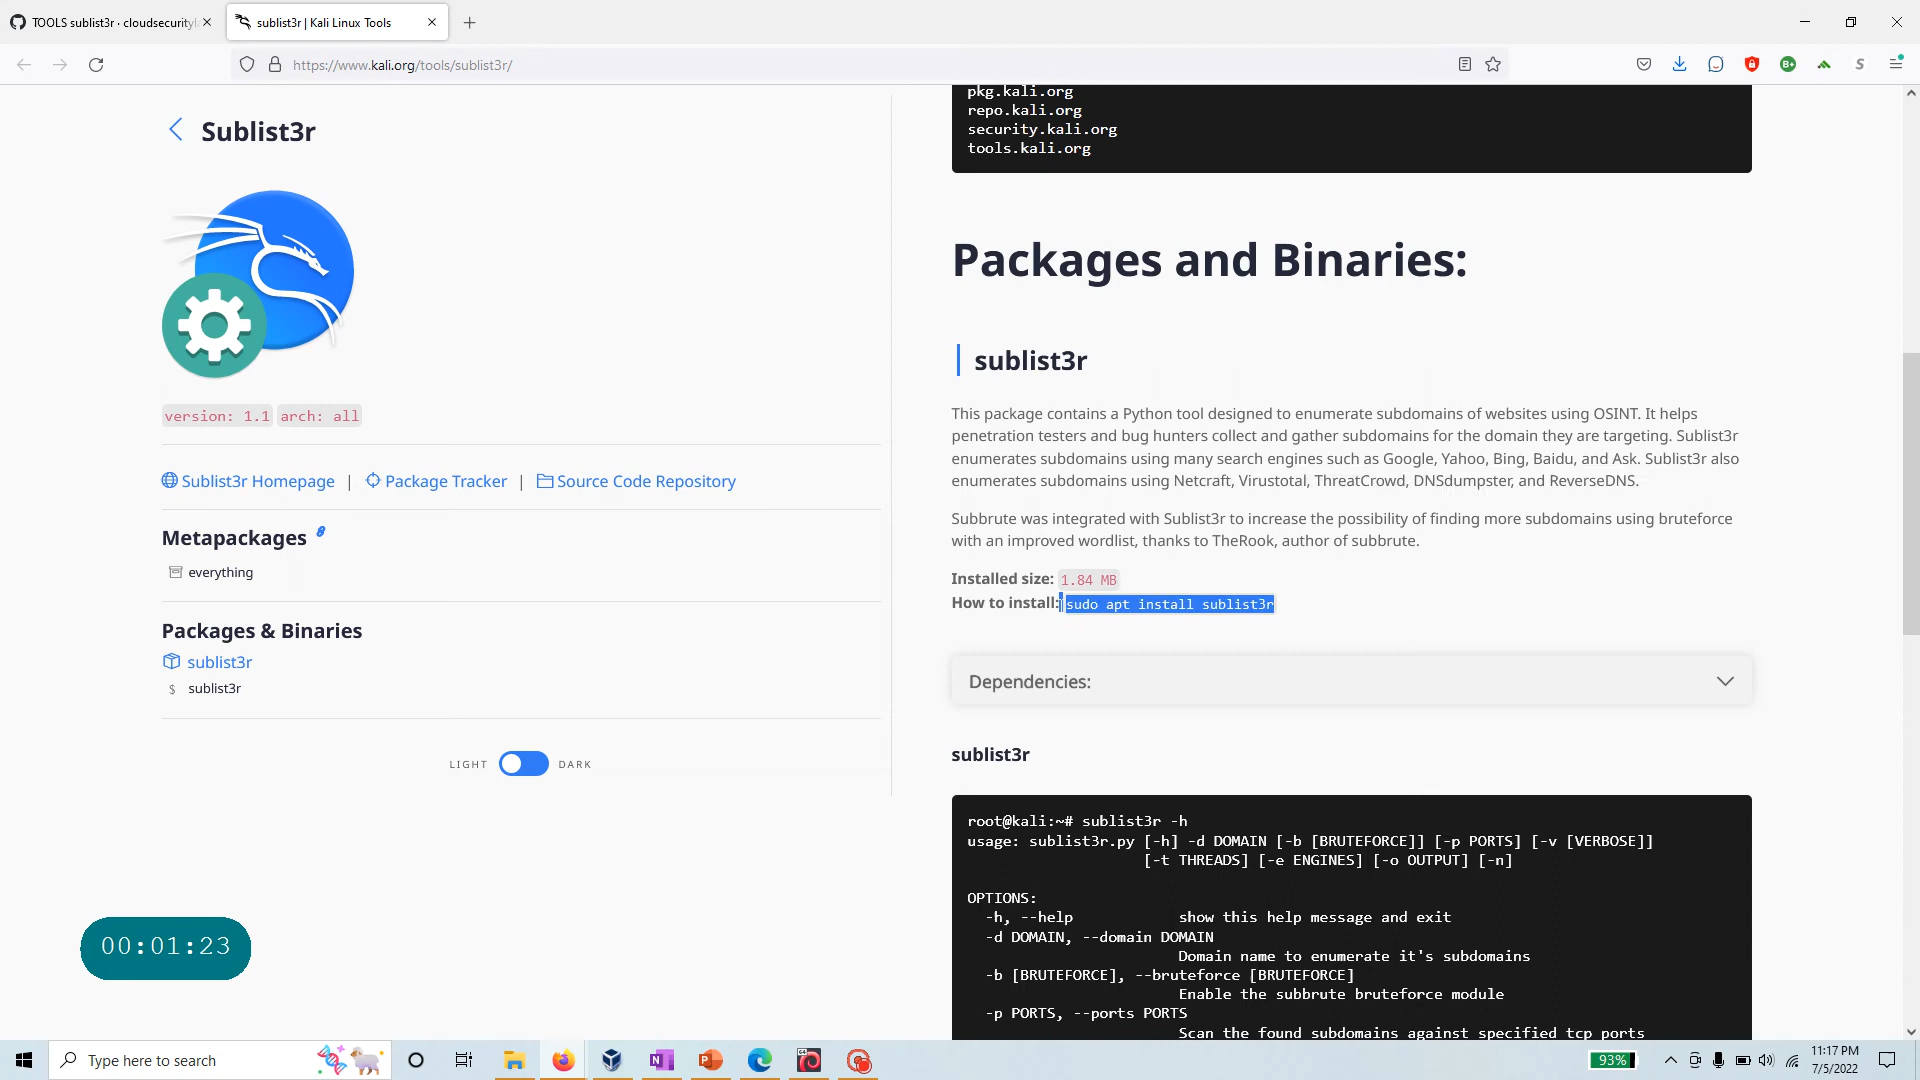 TOOLS sublist3r · cloudsecurityl
sublist3r | Kali Linux Tools
https://www.kali.org/tools/sublist3r/
Sublist3r
version: 1.1 arch: all
Sublist3r Homepage | Package Tracker | Source Code Repository
Metapackages
everything
Packages & Binaries
sublist3r
$ sublist3r
LIGHT DARK
00:01:23
pkg.kali.org
repo.kali.org
security.kali.org
tools.kali.org
Packages and Binaries:
sublist3r
This package contains a Python tool designed to enumerate subdomains of websites using OSINT. It helps
penetration testers and bug hunters collect and gather subdomains for the domain they are targeting. Sublist3r
enumerates subdomains using many search engines such as Google, Yahoo, Bing, Baidu, and Ask. Sublist3r also
enumerates subdomains using Netcraft, Virustotal, ThreatCrowd, DNSdumpster, and ReverseDNS.
Subbrute was integrated with Sublist3r to increase the possibility of finding more subdomains using bruteforce
with an improved wordlist, thanks to TheRook, author of subbrute.
Installed size: 1.84 MB
How to install: sudo apt install sublist3r
Dependencies:
sublist3r
root@kali:~# sublist3r -h
usage: sublist3r.py [-h] -d DOMAIN [-b [BRUTEFORCE]] [-p PORTS] [-v [VERBOSE]]
[-t THREADS] [-e ENGINES] [-o OUTPUT] [-n]
OPTIONS:
-h, --help show this help message and exit
-d DOMAIN, --domain DOMAIN
Domain name to enumerate it's subdomains
-b [BRUTEFORCE], --bruteforce [BRUTEFORCE]
Enable the subbrute bruteforce module
-p PORTS, --ports PORTS
Scan the found subdomains against specified tcp ports
Type here to search
93%
11:17 PM
7/5/2022